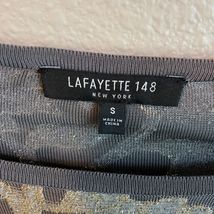 LAFAYETTE 148
NEW YORK
S
MADE IN
CHINA